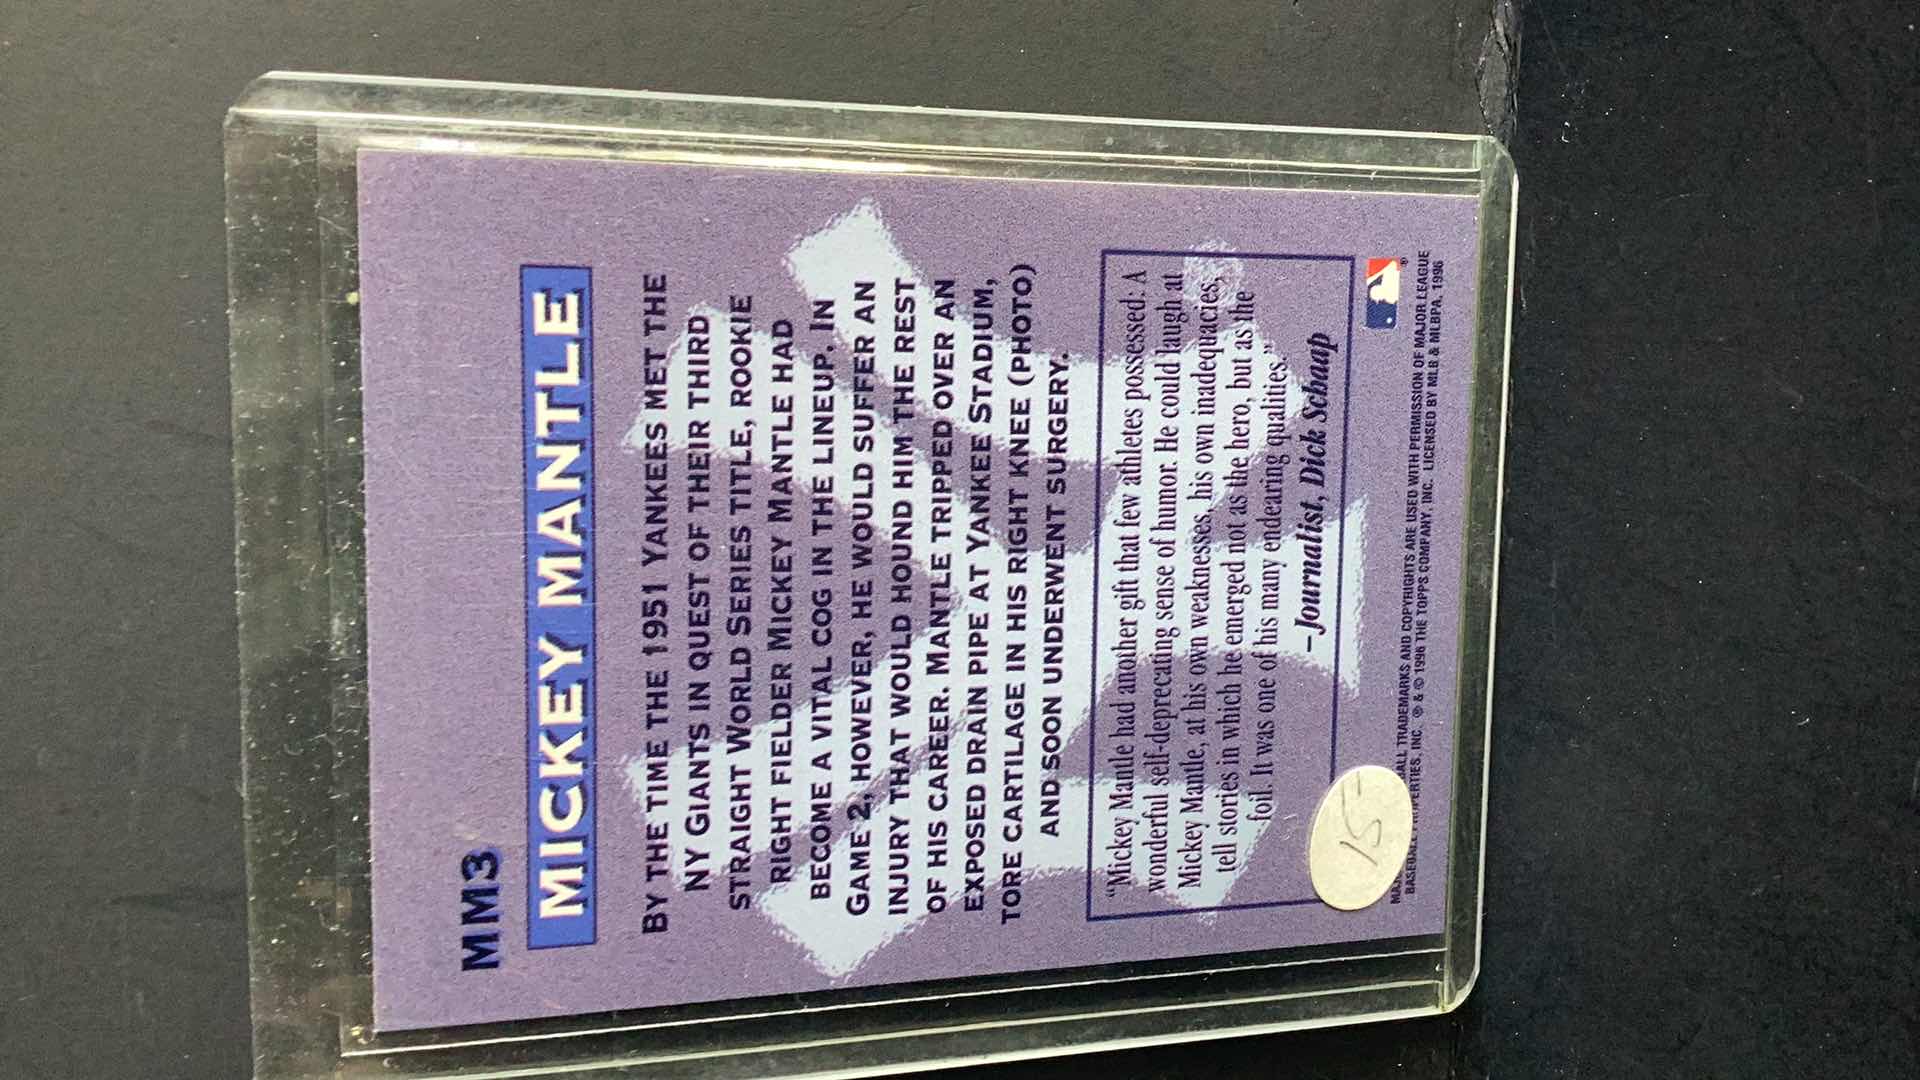 MM3
MICKEY MANTLE
BY THE TIME THE 1951 YANKEES MET THE
NY GIANTS IN QUEST OF THEIR THIRD
STRAIGHT WORLD SERIES TITLE, ROOKIE
RIGHT FIELDER MICKEY MANTLE HAD
BECOME A VITAL COG IN THE LINEUP. IN
GAME 2, HOWEVER, HE WOULD SUFFER AN
INJURY THAT WOULD HOUND HIM THE REST
OF HIS CAREER. MANTLE TRIPPED OVER AN
EXPOSED DRAIN PIPE AT YANKEE STADIUM,
TORE CARTILAGE IN HIS RIGHT KNEE (PHOTO)
AND SOON UNDERWENT SURGERY.
"Mickey Mantle had another gift that few athletes possessed: A
wonderful self-deprecating sense of humor. He could laugh at
Mickey Mantle, at his own weaknesses, his own inadequacies,
tell stories in which he emerged not as the hero, but as the
foil. It was one of his many endearing qualities."
–Journalist, Dick Schaap
15-
BALL TRADEMARKS AND COPYRIGHTS ARE USED WITH PERMISSION OF MAJOR LEAGUE
BASEBALL PROPERTIES, INC. ® & © 1996 THE TOPPS COMPANY, INC. LICENSED BY MLB & MLBPA, 1996